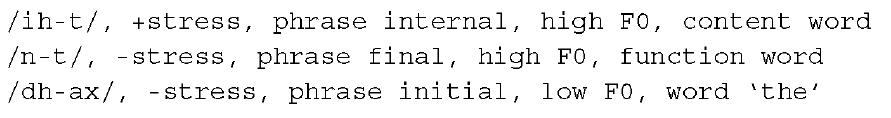 /ih-t/, +stress, phrase internal, high F0, content word
/n-t/, -stress, phrase final, high F0, function word
/dh-ax/, -stress, phrase initial, low F0, word ‘the’